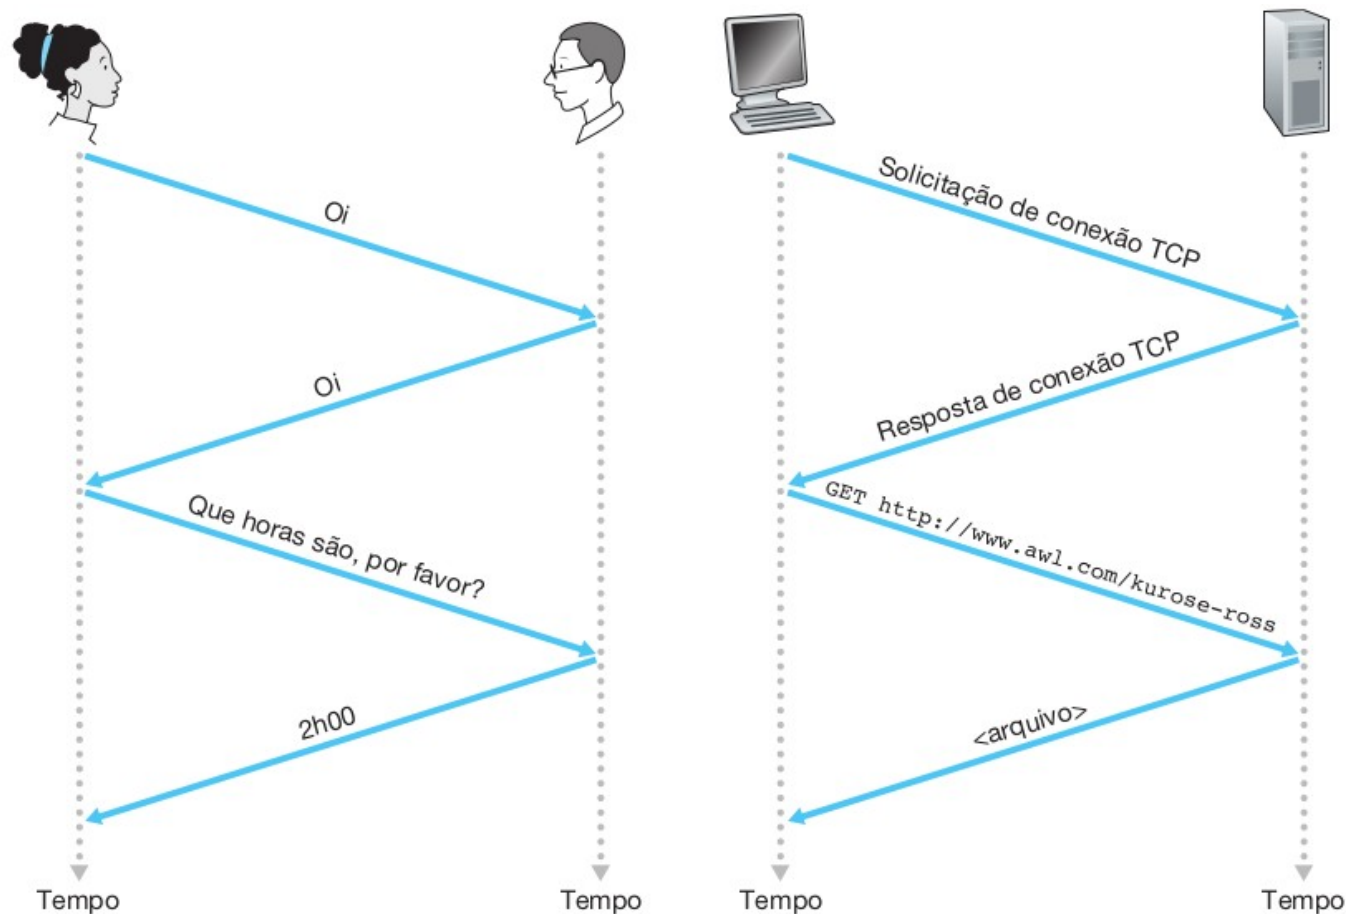 Oi
Oi
Que horas são, por favor?
2h00
Tempo
Tempo
Solicitação de conexão TCP
Resposta de conexão TCP
GET http://www.awl.com/kurose-ross
<arquivo>
Tempo
Tempo